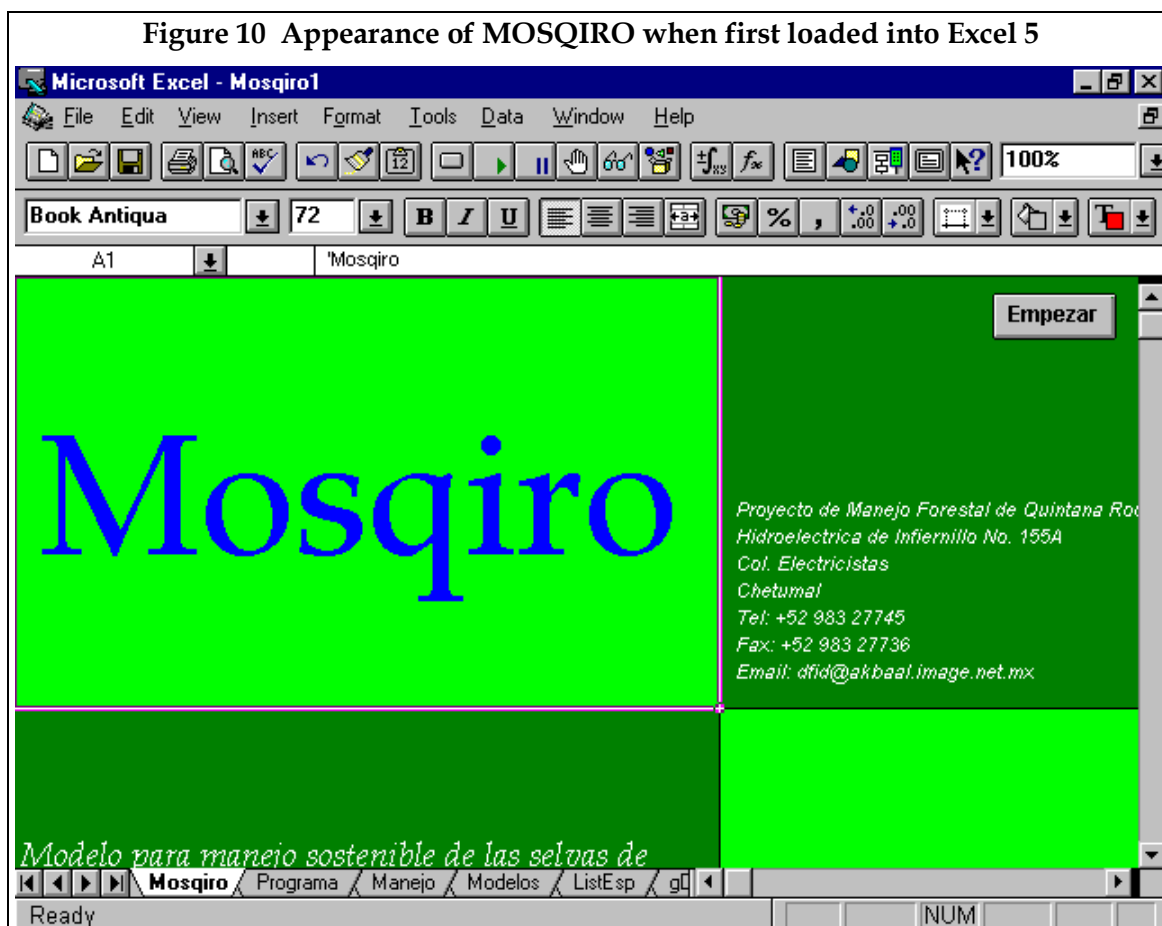 Figure 10 Appearance of MOSQIRO when first loaded into Excel 5
Microsoft Excel - Mosqiro1
File Edit View Insert Format Tools Data Window Help
100%
Book Antiqua 72 B I U % ,
A1 'Mosqiro
Empezar
Mosqiro
Proyecto de Manejo Forestal de Quintana
Hidroelectrica de Infiernillo No. 155A
Col. Electricistas
Chetumal
Tel: +52 983 27745
Fax: +52 983 27736
Email: dfid@akbaal.image.net.mx
Modelo para manejo sostenible de las selvas de
Mosqiro Programa Manejo Modelos ListEsp
Ready NUM